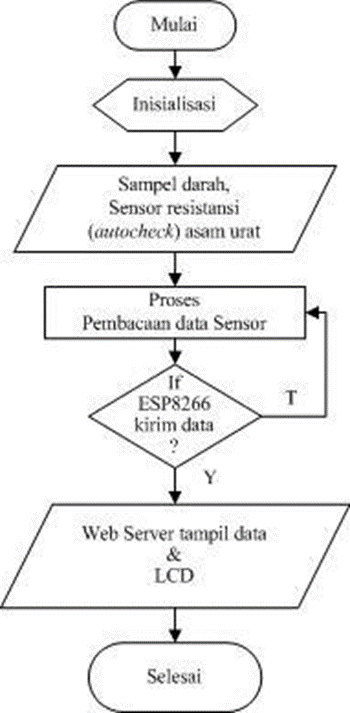 Mulai
Inisialisasi
Sampel darah,
Sensor resistansi
(autocheck) asam urat
Proses
Pembacaan data Sensor
If
ESP8266
kirim data
?
T
Y
Web Server tampil data
&
LCD
Selesai